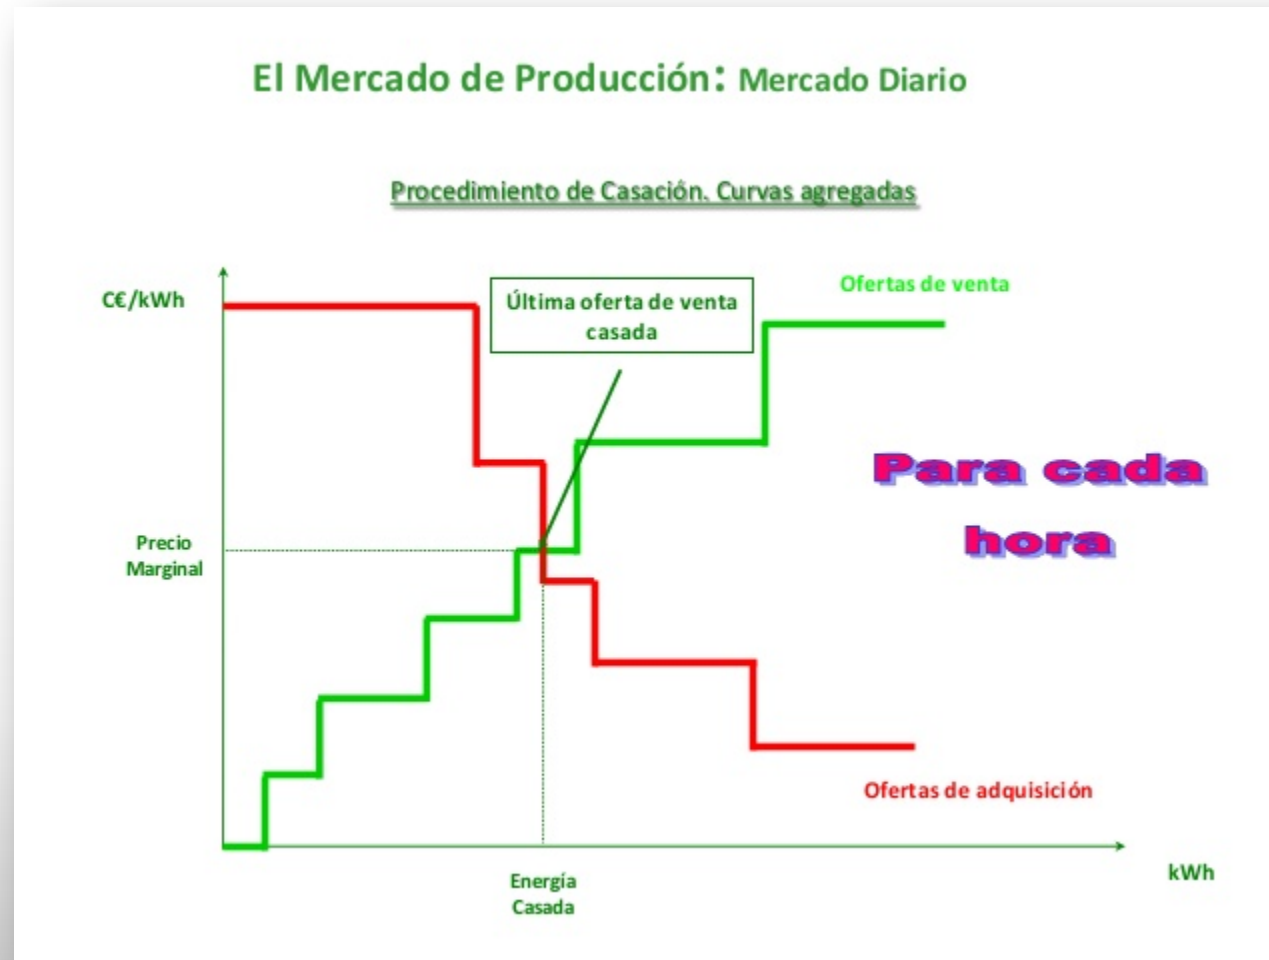 El Mercado de Producción: Mercado Diario
Procedimiento de Casación. Curvas agregadas
C€/kWh
Última oferta de venta
casada
Ofertas de venta
Para cada
hora
Precio
Marginal
Ofertas de adquisición
kWh
Energía
Casada